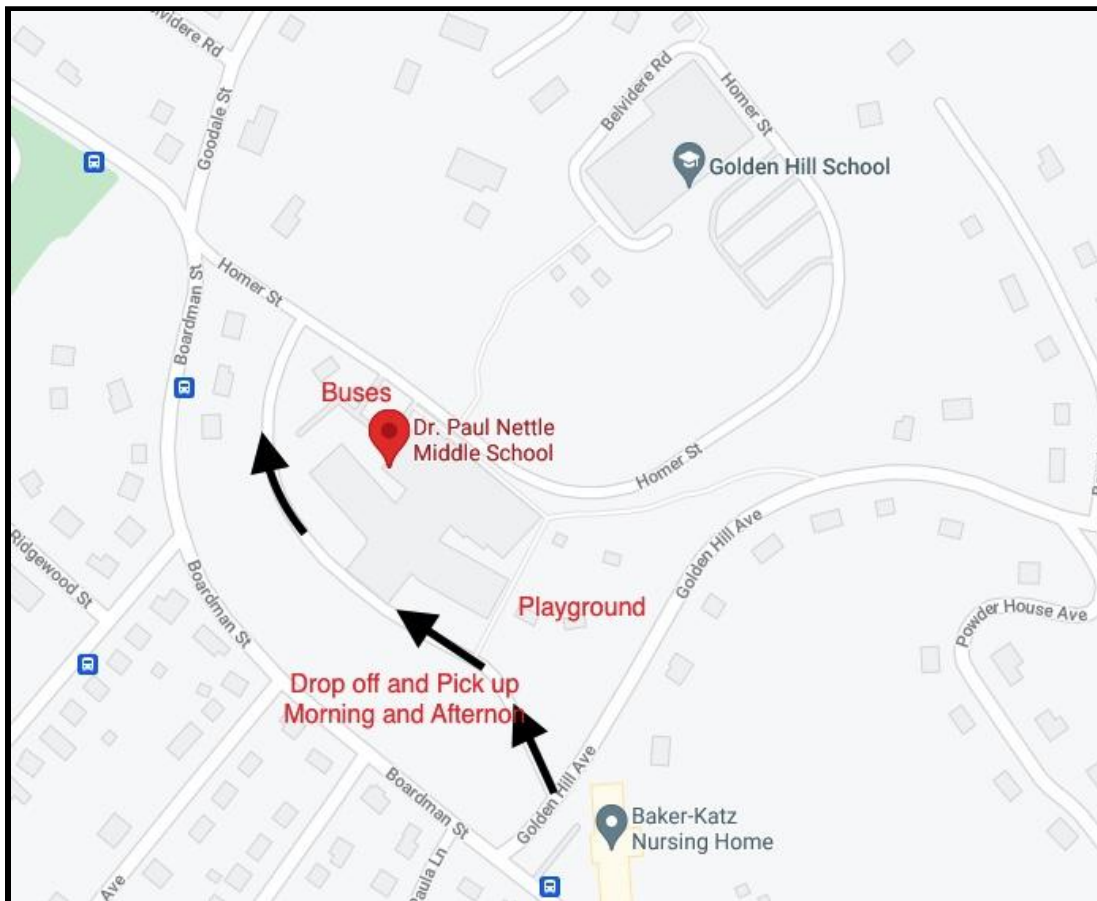 Belvidere Rd
Goodale St
Belvidere Rd
Homer St
Golden Hill School
Homer St
Boardman St
Buses
Dr. Paul Nettle
Middle School
Homer St
Golden Hill Ave
Ridgewood St
Boardman St
Playground
Powder House Ave
Drop off and Pick up
Morning and Afternon
Golden Hill Ave
Boardman St
Baker-Katz
Nursing Home
Paula Ln
Ave